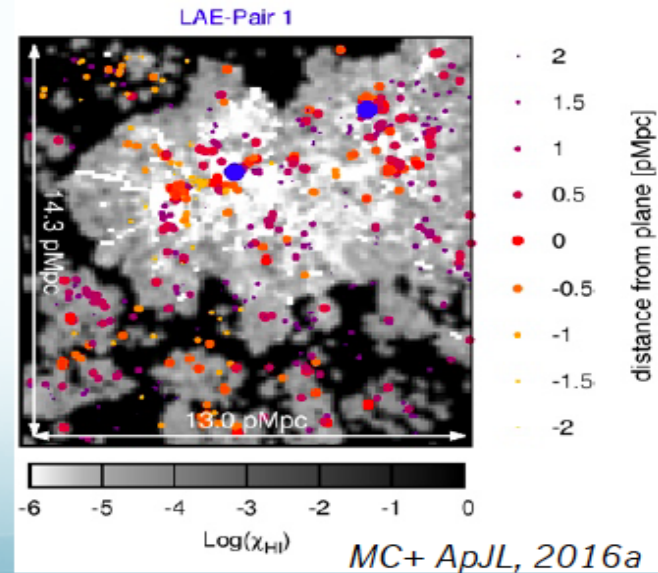 LAE-Pair 1
14.3 pMpc
13.0 pMpc
2
1.5
1
0.5
0
-0.5
-1
-1.5
-2
distance from plane [pMpc]
-6 -5 -4 -3 -2 -1 0
Log(χHI)
MC+ ApJL, 2016a